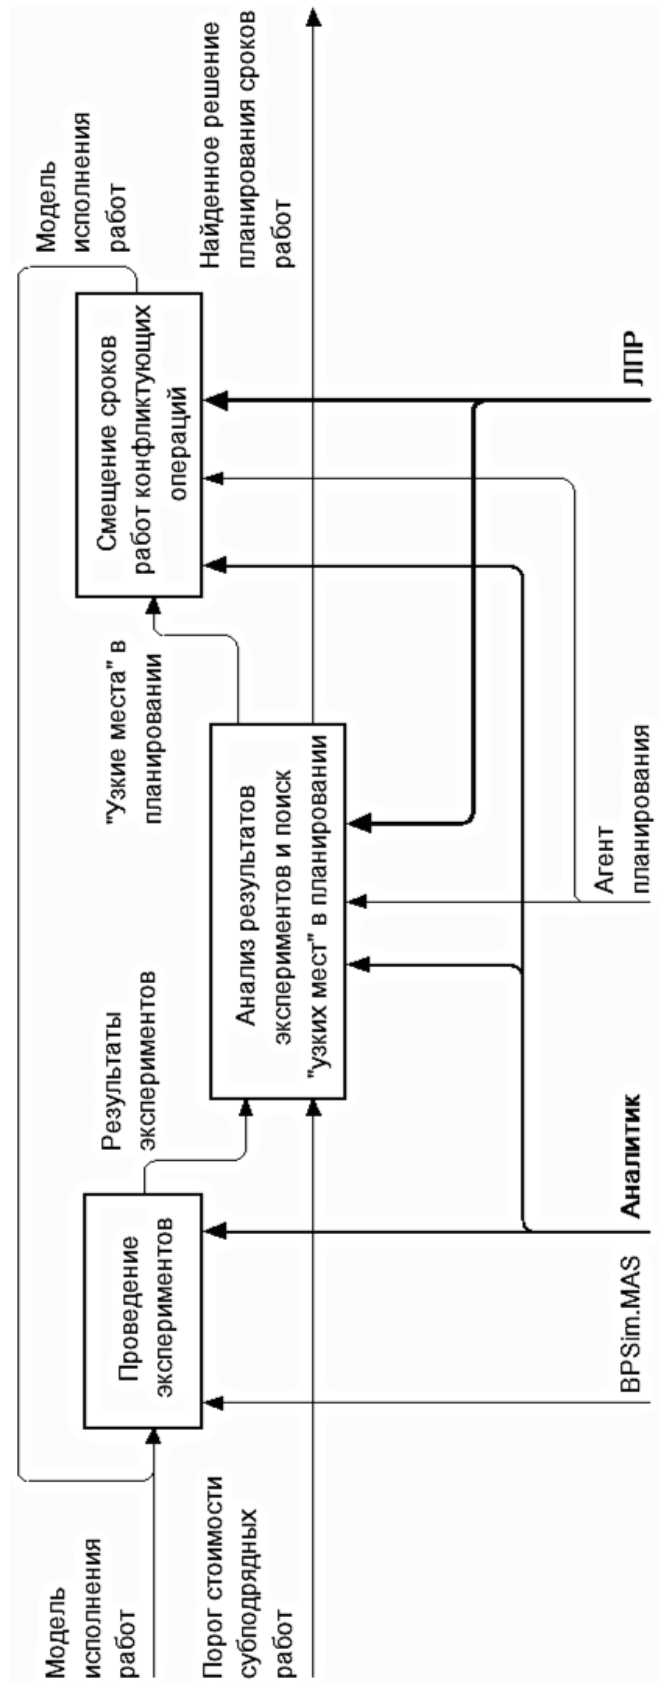 Модель
исполнения
работ
Порог стоимости
субподрядных
работ
Проведение
экспериментов
Результаты
экспериментов
Анализ результатов
экспериментов и поиск
"узких мест" в планировании
"Узкие места" в
планировании
Смещение сроков
работ конфликтующих
операций
Модель
исполнения
работ
Найденное решение
планирования сроков
работ
BPSim.MAS
Аналитик
Агент
планирования
ЛПР